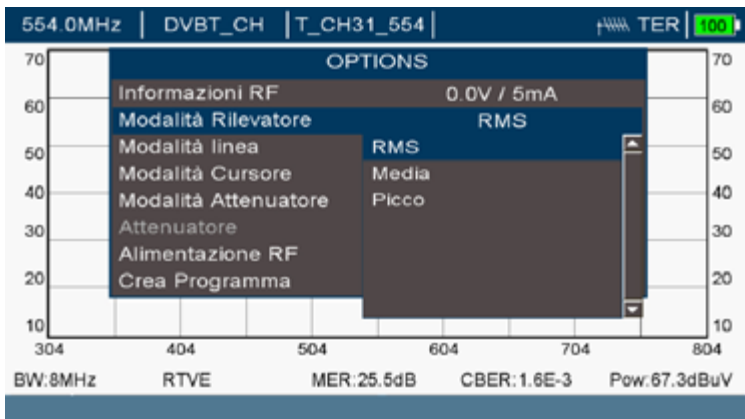 554.0MHz DVBT_CH T_CH31_554 TER 100
OPTIONS
70 70
Informazioni RF 0.0V / 5mA
60 60
Modalità Rilevatore RMS
Modalità linea RMS
50 50
Modalità Cursore Media
40 40
Modalità Attenuatore Picco
Attenuatore
30 30
Alimentazione RF
20 20
Crea Programma
10 10
304 404 504 604 704 804
BW:8MHz RTVE MER:25.5dB CBER:1.6E-3 Pow:67.3dBuV